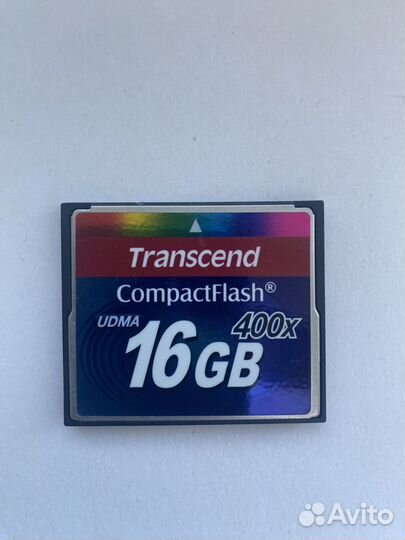 Transcend
CompactFlash®
UDMA 400x
16GB
Avito